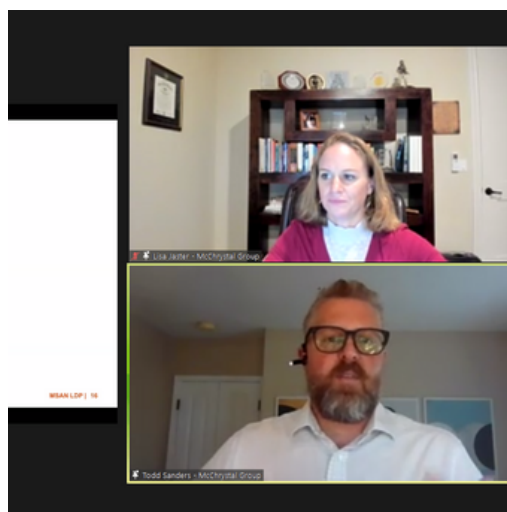 Lisa Jaster - McChrystal Group
MSAN LDP | 16
Todd Sanders - McChrystal Group